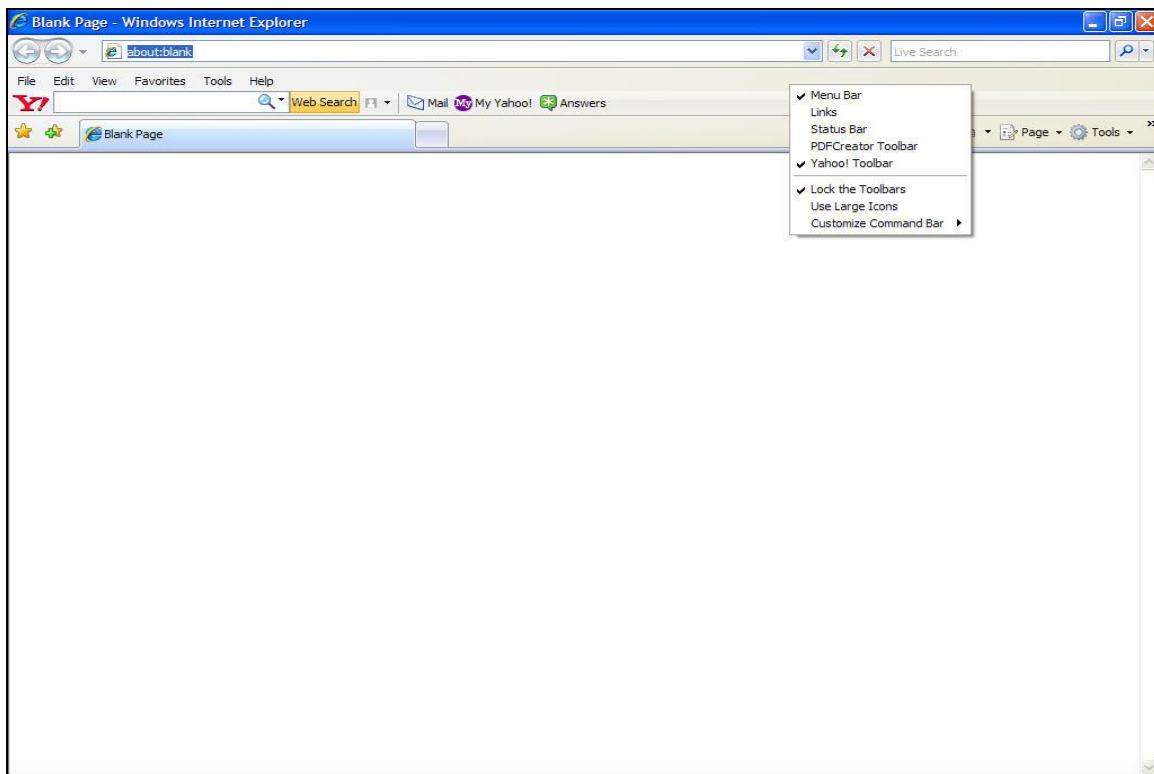 Blank Page - Windows Internet Explorer
about:blank
Live Search
File Edit View Favorites Tools Help
Y! Web Search Mail My My Yahoo! Answers
Blank Page
Page Tools »
Menu Bar
Links
Status Bar
PDFCreator Toolbar
Yahoo! Toolbar
Lock the Toolbars
Use Large Icons
Customize Command Bar